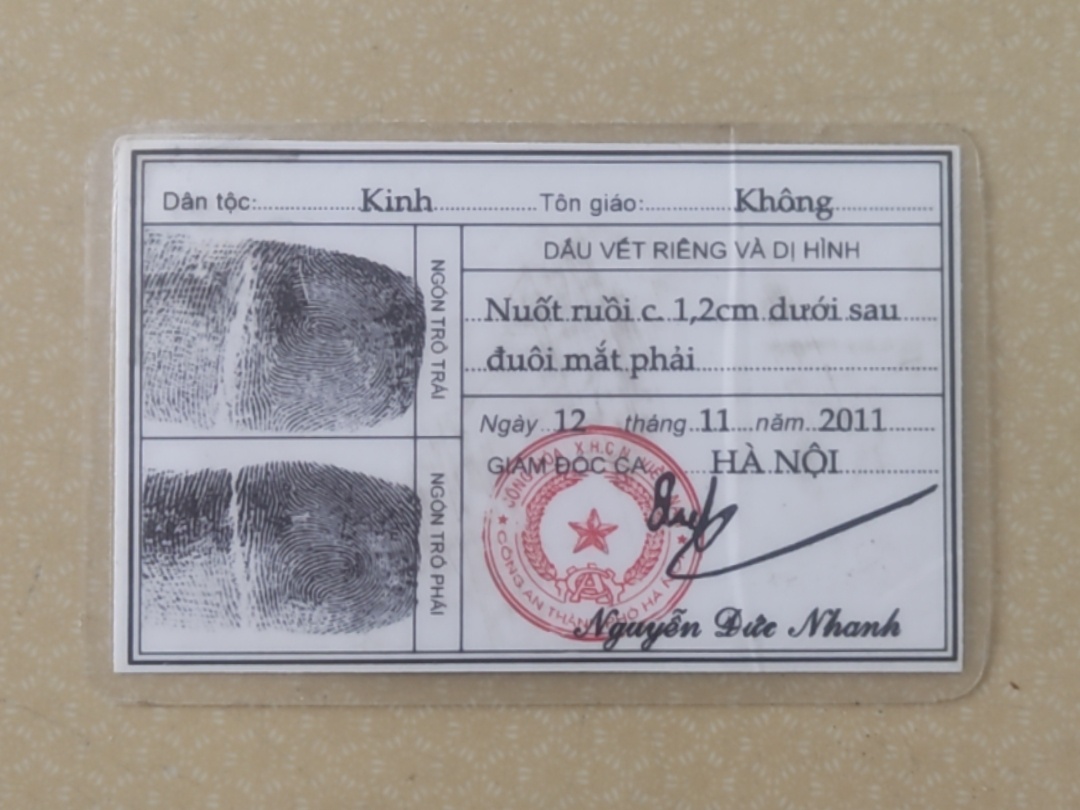 Dân tộc: Kinh Tôn giáo: Không
NGÓN TRỎ TRÁI
NGÓN TRỎ PHẢI
DẤU VẾT RIÊNG VÀ DỊ HÌNH
Nuốt ruồi c. 1,2cm dưới sau
đuôi mắt phải
Ngày 12 tháng 11 năm 2011
GIÁM ĐỐC CA HÀ NỘI
CỘNG HÒA X.H.C.N. VIỆT NAM
CÔNG AN THÀNH PHỐ HÀ NỘI
Nguyễn Đức Nhanh